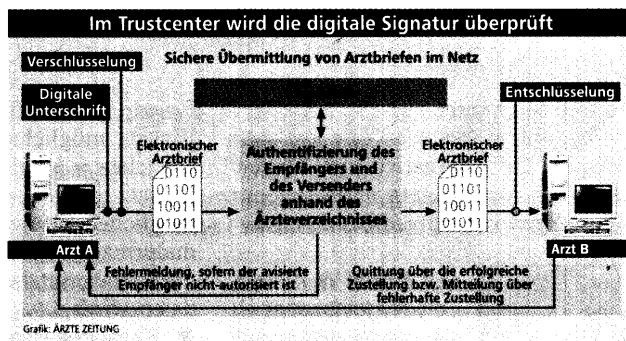 Im Trustcenter wird die digitale Signatur überprüft
Verschlüsselung
Sichere Übermittlung von Arztbriefen im Netz
Digitale
Unterschrift
Entschlüsselung
Elektronischer
Arztbrief
0110
01101
10011
01011
Authentifizierung des
Empfängers und
des Versenders
anhand des
Ärzteverzeichnisses
Elektronischer
Arztbrief
0110
01101
10011
01011
Arzt A
Arzt B
Fehlermeldung, sofern der avisierte
Empfänger nicht-autorisiert ist
Quittung über die erfolgreiche
Zustellung bzw. Mitteilung über
fehlerhafte Zustellung
Grafik: ÄRZTE ZEITUNG